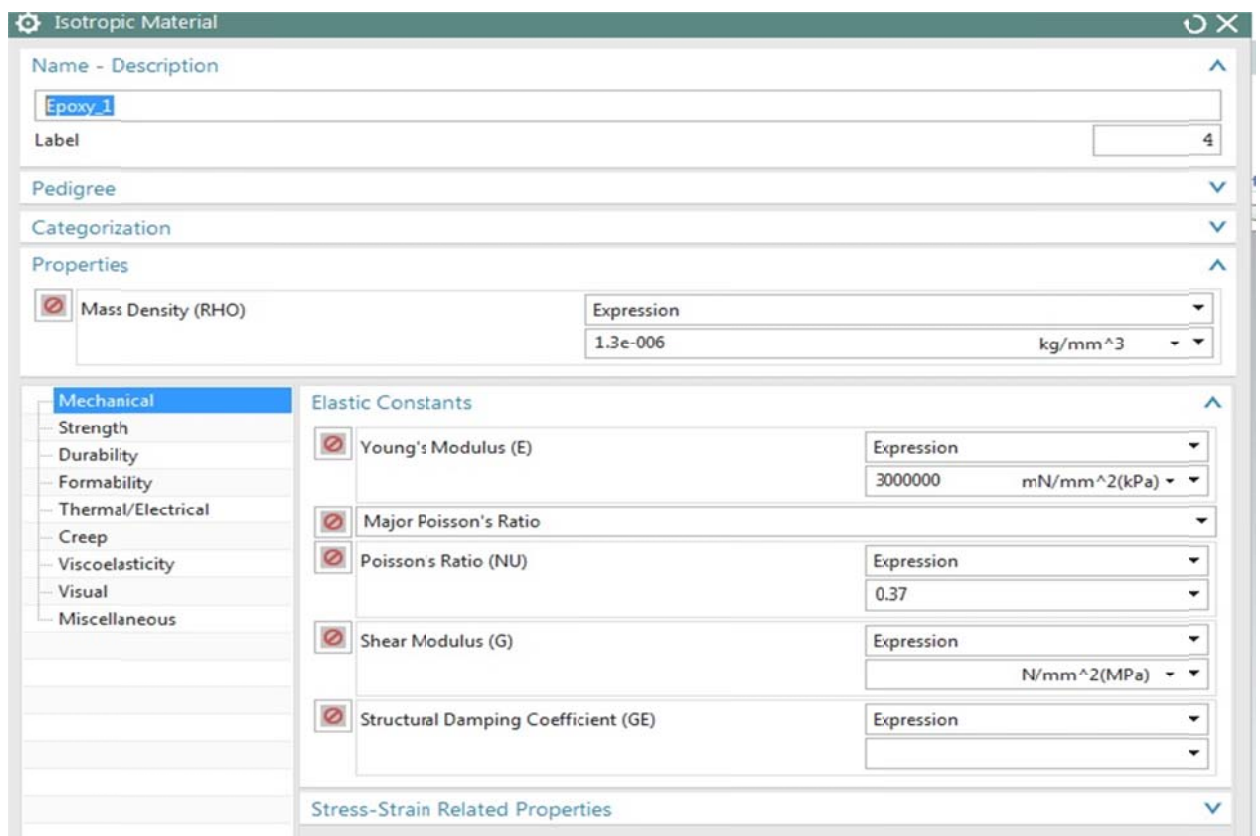 Isotropic Material
Name - Description
Epoxy_1
Label 4
Pedigree
Categorization
Properties
Mass Density (RHO) Expression
1.3e-006 kg/mm^3
Mechanical
Strength
Durability
Formability
Thermal/Electrical
Creep
Viscoelasticity
Visual
Miscellaneous
Elastic Constants
Young's Modulus (E) Expression
3000000 mN/mm^2(kPa)
Major Poisson's Ratio
Poisson's Ratio (NU) Expression
0.37
Shear Modulus (G) Expression
N/mm^2(MPa)
Structural Damping Coefficient (GE) Expression
Stress-Strain Related Properties